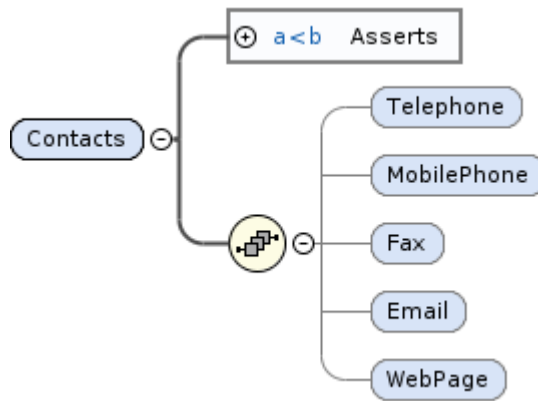 a<b Asserts
Telephone
Contacts
MobilePhone
Fax
Email
WebPage